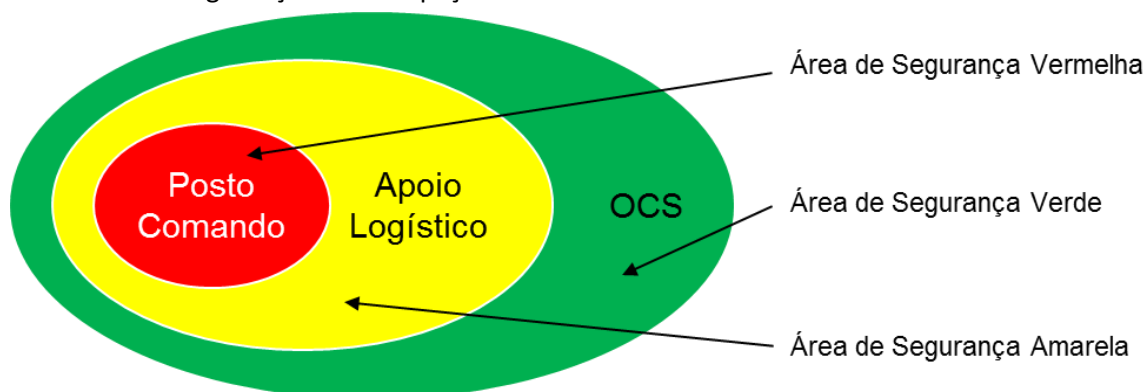 Área de Segurança Vermelha
Posto
Comando
Apoio
Logístico
OCS
Área de Segurança Verde
Área de Segurança Amarela